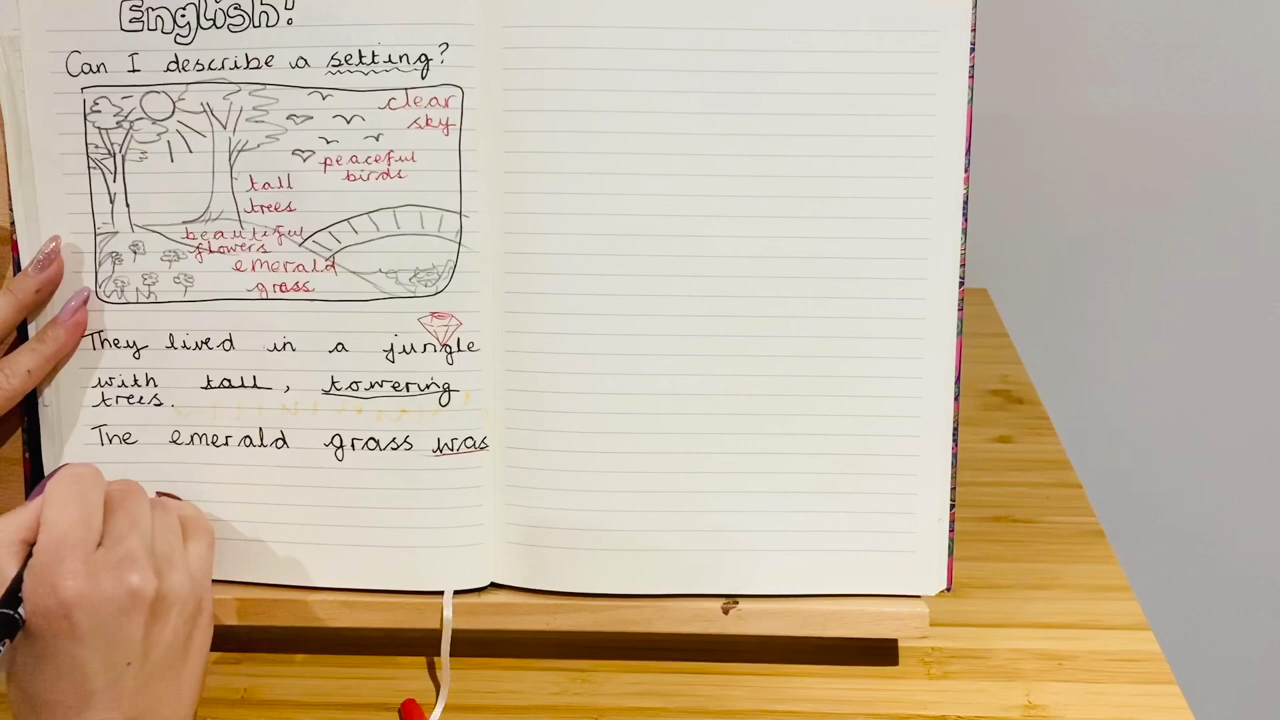 English!
Can I describe a setting?
clear
sky
peaceful
birds
tall
trees
beautiful
flowers
emerald
grass
They lived in a jungle
with tall, towering
trees.
The emerald grass was